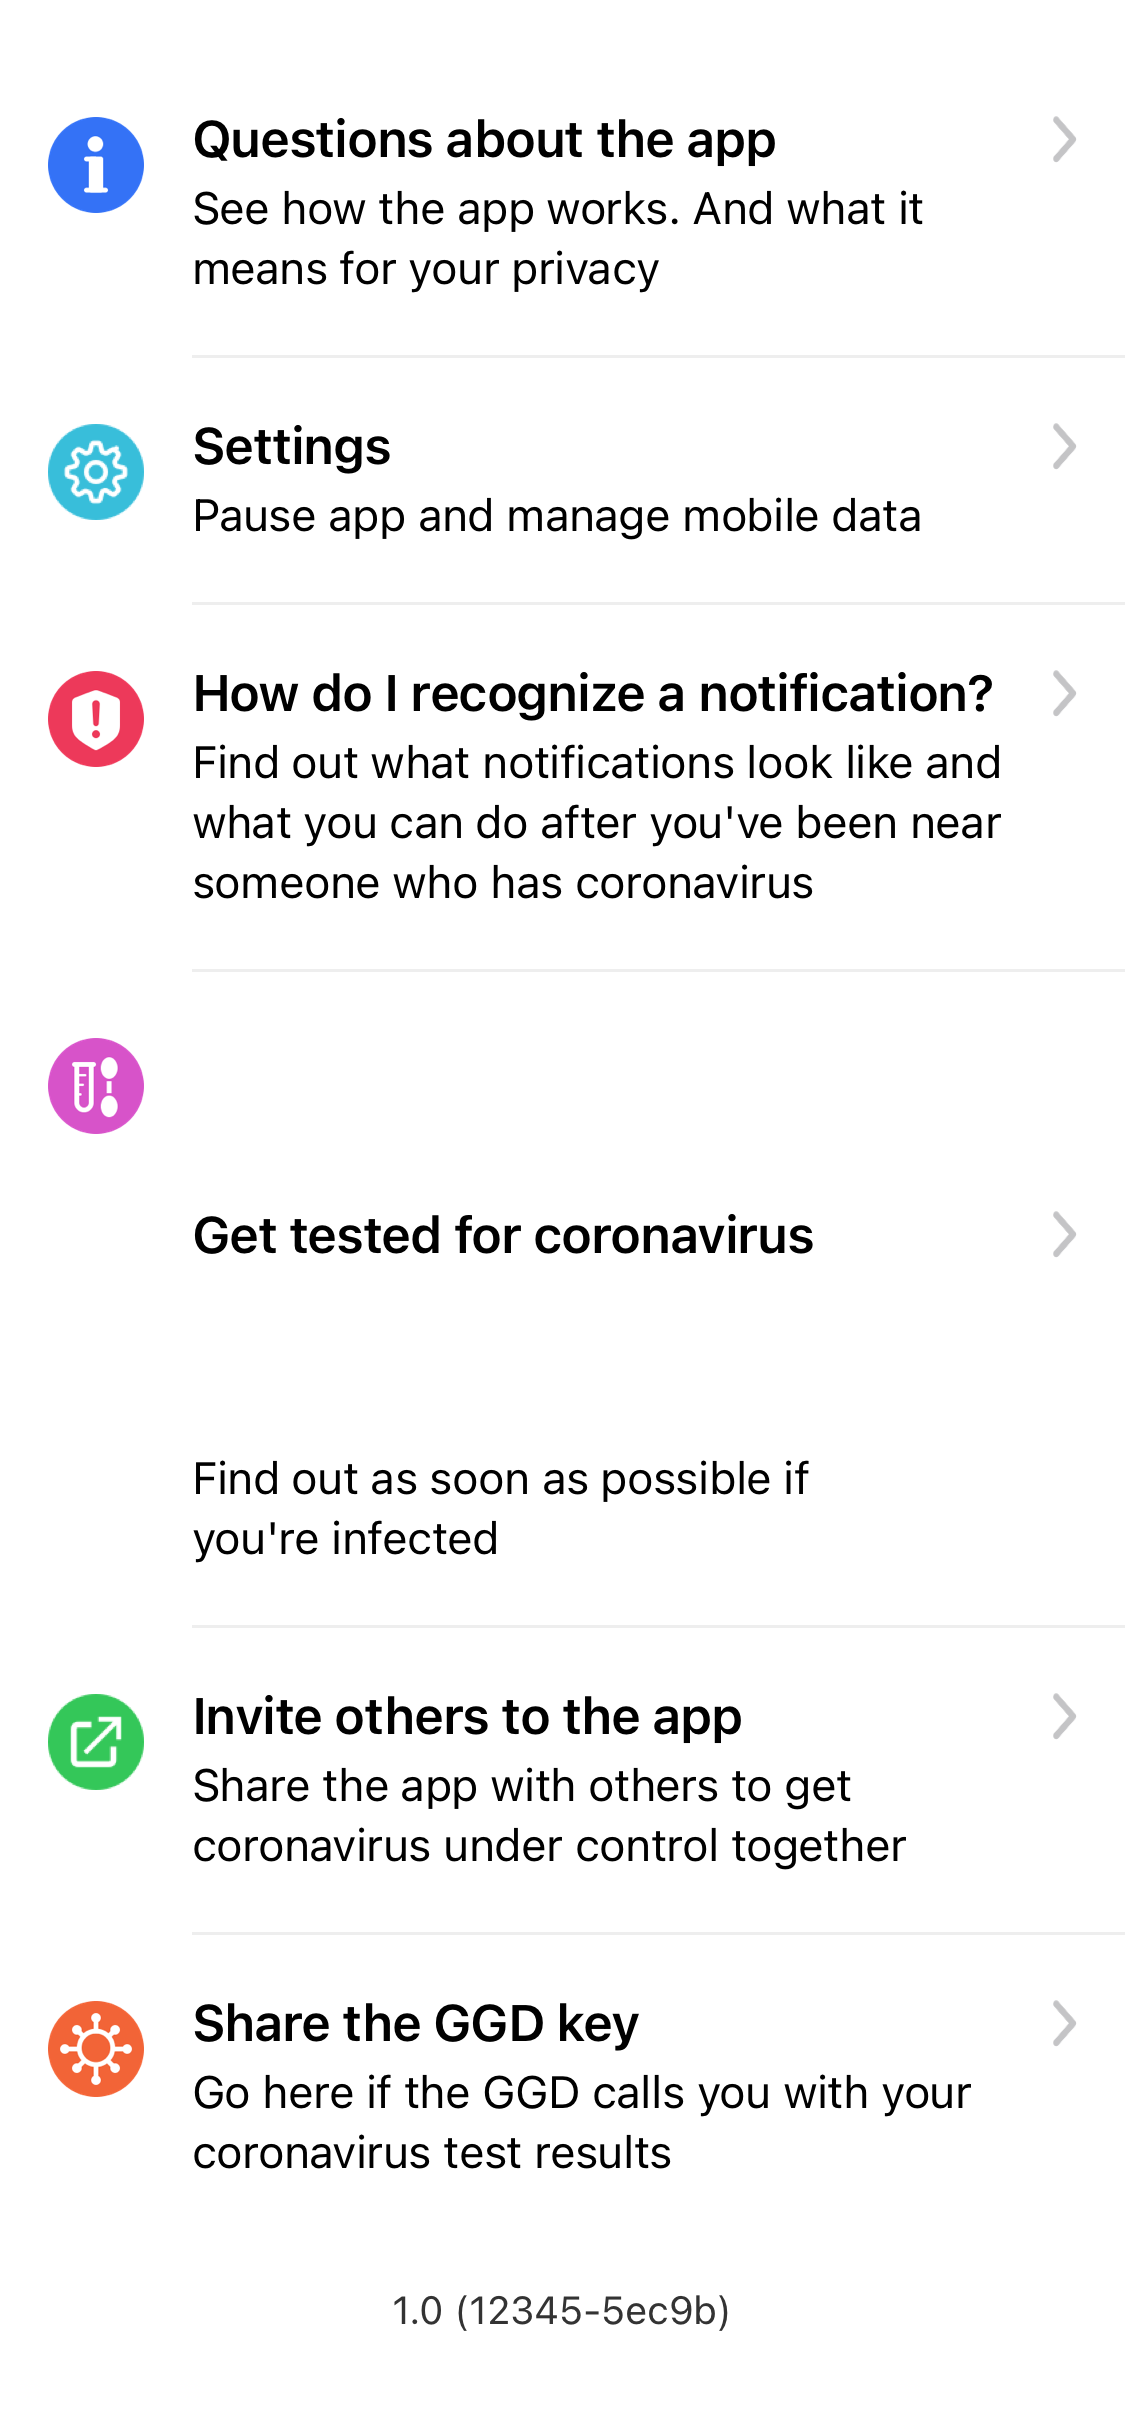 Questions about the app
See how the app works. And what it
means for your privacy
Settings
Pause app and manage mobile data
How do I recognize a notification?
Find out what notifications look like and
what you can do after you've been near
someone who has coronavirus
Get tested for coronavirus
Find out as soon as possible if
you're infected
Invite others to the app
Share the app with others to get
coronavirus under control together
Share the GGD key
Go here if the GGD calls you with your
coronavirus test results
1.0 (12345-5ec9b)